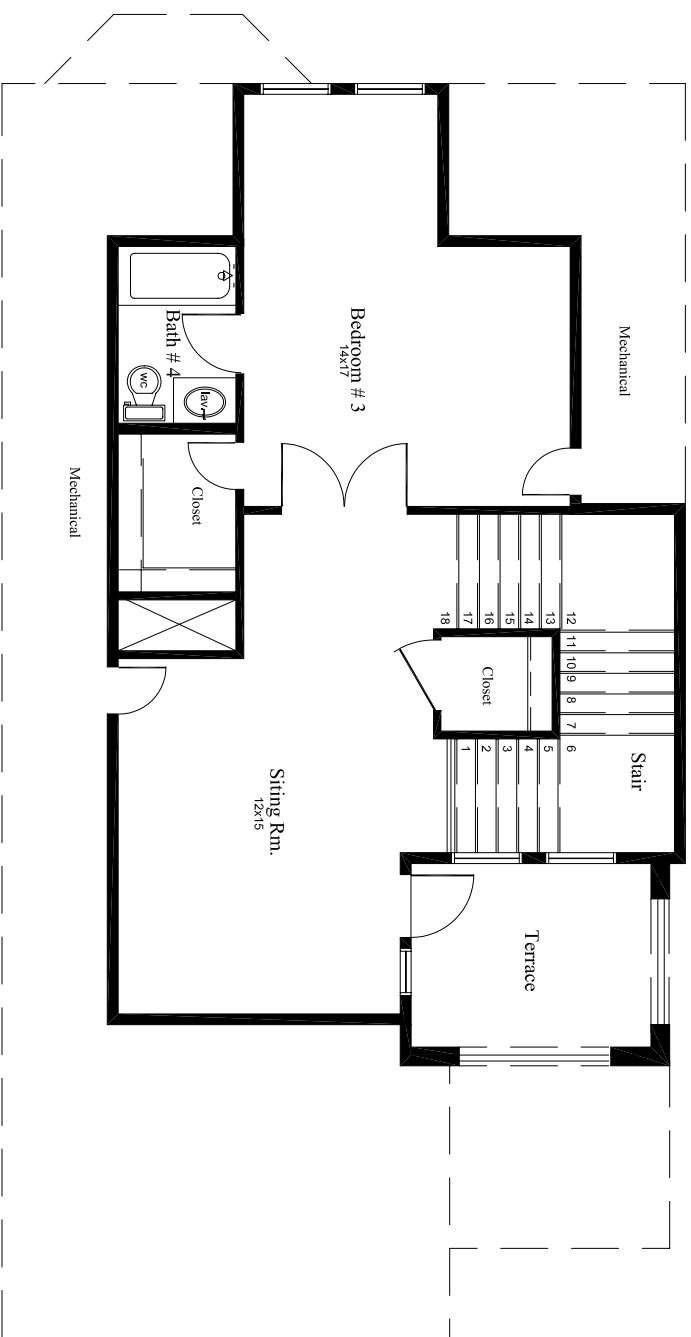 Mechanical
Bedroom # 3
14x17
Bath # 4
WC
lav.
Closet
Mechanical
18
17
16
15
14
13
12
11
10
9
8
7
6
5
4
3
2
1
Closet
Stair
Siting Rm.
12x15
Terrace